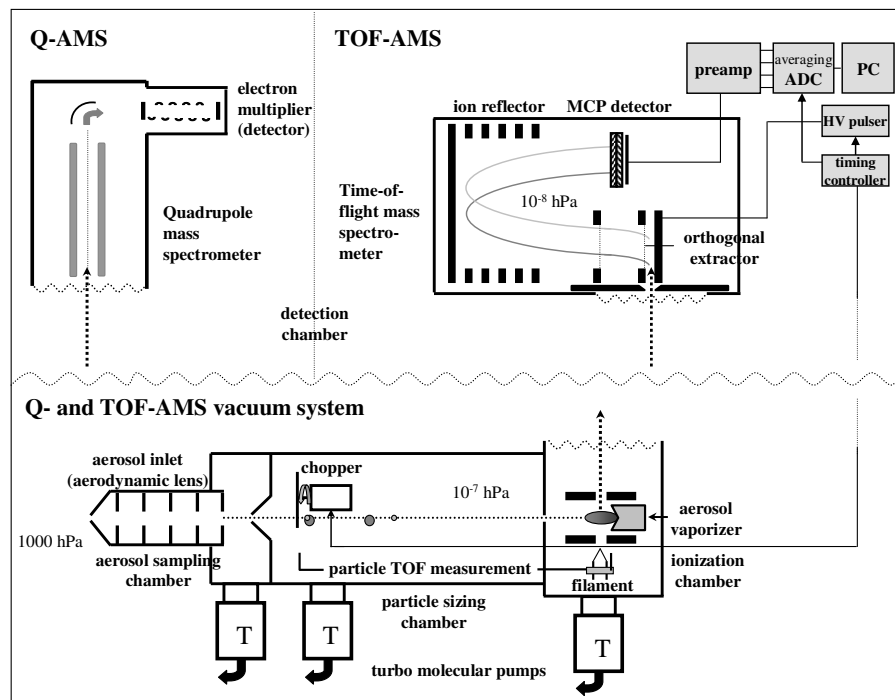 Q-AMS
electron
multiplier
(detector)
Quadrupole
mass
spectrometer
TOF-AMS
preamp
averaging
ADC
PC
HV pulser
timing
controller
ion reflector
MCP detector
Time-of-
flight mass
spectro-
meter
10⁻⁸ hPa
orthogonal
extractor
detection
chamber
Q- and TOF-AMS vacuum system
aerosol inlet
(aerodynamic lens)
chopper
10⁻⁷ hPa
aerosol
vaporizer
1000 hPa
aerosol sampling
chamber
particle TOF measurement
ionization
chamber
filament
particle sizing
chamber
T
T
T
turbo molecular pumps